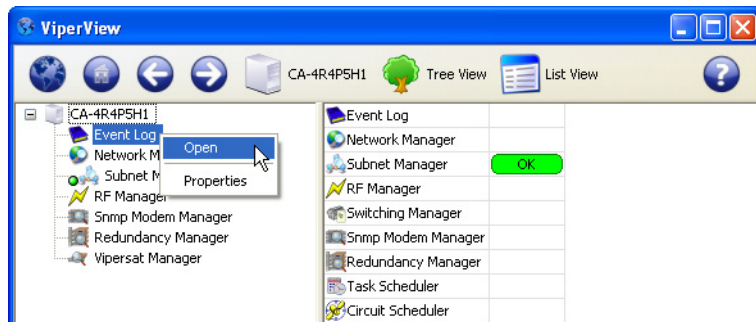 ViperView
CA-4R4P5H1
Tree View
List View
CA-4R4P5H1
Event Log
Network M
Subnet M
RF Manager
Snmp Modem Manager
Redundancy Manager
Vipersat Manager
Open
Properties
Event Log
Network Manager
Subnet Manager
OK
RF Manager
Switching Manager
Snmp Modem Manager
Redundancy Manager
Task Scheduler
Circuit Scheduler